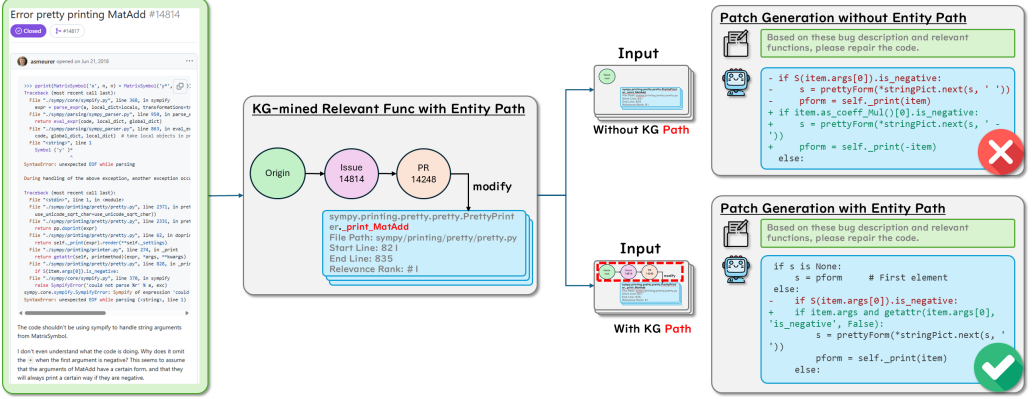 Error pretty printing MatAdd #14814
Closed
#14817
asmeurer opened on Jun 21, 2018
>>> pprint(MatrixSymbol('x', n, n) + MatrixSymbol('y*',
Traceback (most recent call last):
File "./sympy/core/sympify.py", line 368, in sympify
expr = parse_expr(a, local_dict=locals, transformations=tr
File "./sympy/parsing/sympy_parser.py", line 950, in parse_e
return eval_expr(code, local_dict, global_dict)
File "./sympy/parsing/sympy_parser.py", line 863, in eval_ex
code, global_dict, local_dict)  # take local objects in pr
File "<string>", line 1
Symbol ('y' )*
^
SyntaxError: unexpected EOF while parsing
During handling of the above exception, another exception occu
Traceback (most recent call last):
File "<stdin>", line 1, in <module>
File "./sympy/printing/pretty/pretty.py", line 2371, in pret
use_unicode_sqrt_char=use_unicode_sqrt_char))
File "./sympy/printing/pretty/pretty.py", line 2331, in pret
return pp.doprint(expr)
File "./sympy/printing/pretty/pretty.py", line 62, in doprin
return self._print(expr).render(**self._settings)
File "./sympy/printing/printer.py", line 274, in _print
return getattr(self, printmethod)(expr, *args, **kwargs)
File "./sympy/printing/pretty/pretty.py", line 828, in _prin
if S(item.args[0]).is_negative:
File "./sympy/core/sympify.py", line 370, in sympify
raise SympifyError('could not parse %r' % a, exc)
sympy.core.sympify.SympifyError: Sympify of expression 'could
SyntaxError: unexpected EOF while parsing (<string>, line 1)
The code shouldn't be using sympify to handle string arguments
from MatrixSymbol.
I don't even understand what the code is doing. Why does it omit
the + when the first argument is negative? This seems to assume
that the arguments of MatAdd have a certain form, and that they
will always print a certain way if they are negative.
KG-mined Relevant Func with Entity Path
Origin
Issue
14814
PR
14248
modify
sympy.printing.pretty.pretty.PrettyPrint
er._print_MatAdd
File Path: sympy/printing/pretty/pretty.py
Start Line: 821
End Line: 835
Relevance Rank: #1
Input
Without KG Path
Input
modify
With KG Path
Patch Generation without Entity Path
Based on these bug description and relevant
functions, please repair the code.
- if S(item.args[0]).is_negative:
-     s = prettyForm(*stringPict.next(s, ' '))
-     pform = self._print(item)
+ if item.as_coeff_Mul()[0].is_negative:
+     s = prettyForm(*stringPict.next(s, ' -
'))
+     pform = self._print(-item)
else:
Patch Generation with Entity Path
Based on these bug description and relevant
functions, please repair the code.
if s is None:
s = pform     # First element
else:
-     if S(item.args[0]).is_negative:
+     if item.args and getattr(item.args[0],
'is_negative', False):
s = prettyForm(*stringPict.next(s, '
'))
pform = self._print(item)
else: